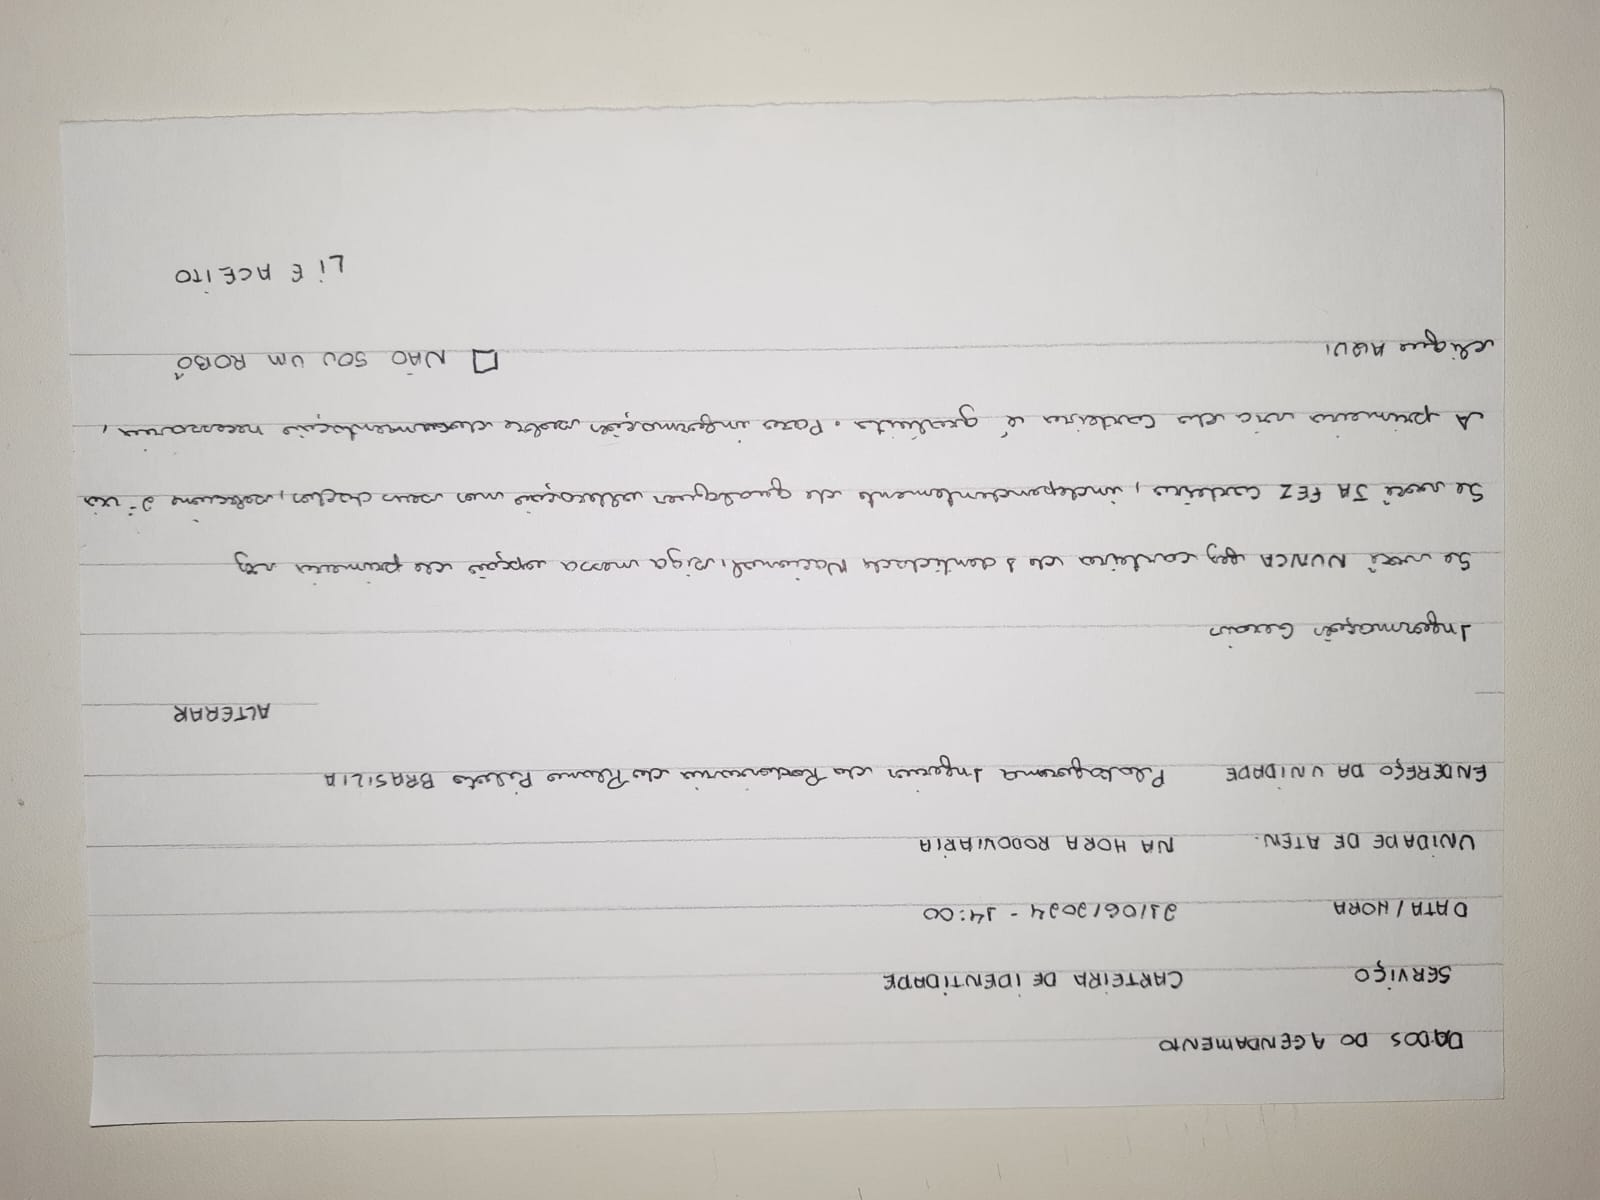 DADOS DO AGENDAMENTO
SERVIÇO CARTEIRA DE IDENTIDADE
DATA/HORA 21/06/2024 - 14:00
UNIDADE DE ATEN. NA HORA RODOVIARIA
ENDEREÇO DA UNIDADE Plataforma Inferior da Rodoviaria do Plano Piloto BRASILIA
ALTERAR
Informações Gerais
Se você NUNCA fez carteira de Identidade Nacional, siga nessa opção de primeira vez
Se você JA FEZ Carteira, independentemente de qualquer alteração nos seus dados, selecione 2ª via
A primeira via da Carteira é gratuita. Para informações sobre documentação necessaria,
clique AQUI
☐ NÃO SOU UM ROBÔ
LI E ACEITO